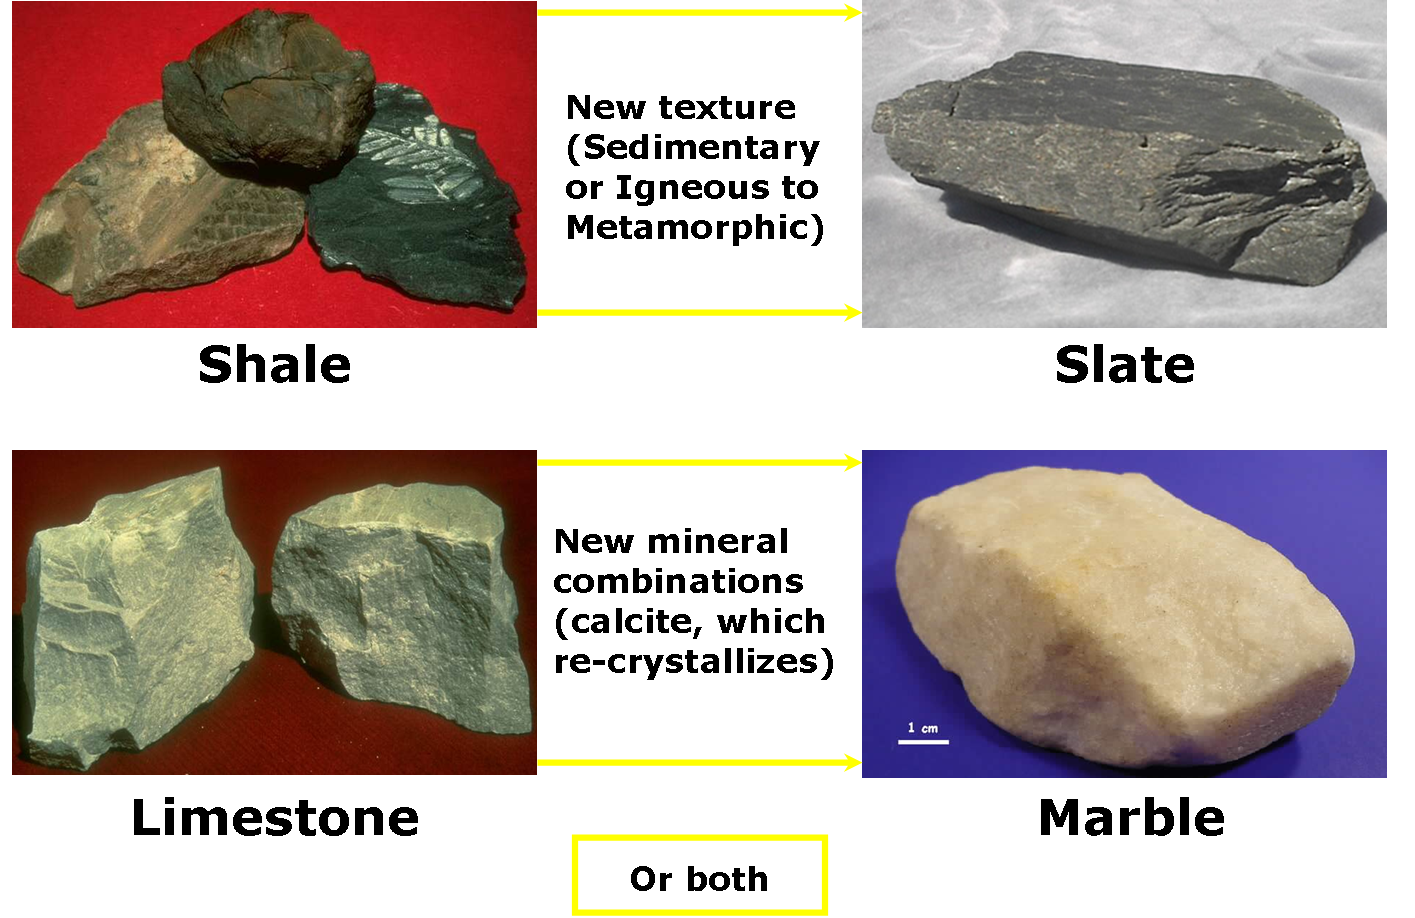 New texture
(Sedimentary
or Igneous to
Metamorphic)
Shale
Slate
New mineral
combinations
(calcite, which
re-crystallizes)
1 cm
Limestone
Marble
Or both